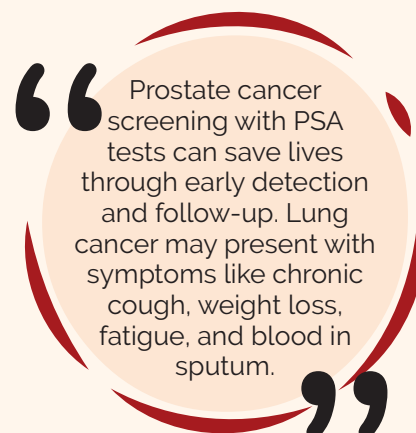 Prostate cancer
screening with PSA
tests can save lives
through early detection
and follow-up. Lung
cancer may present with
symptoms like chronic
cough, weight loss,
fatigue, and blood in
sputum.